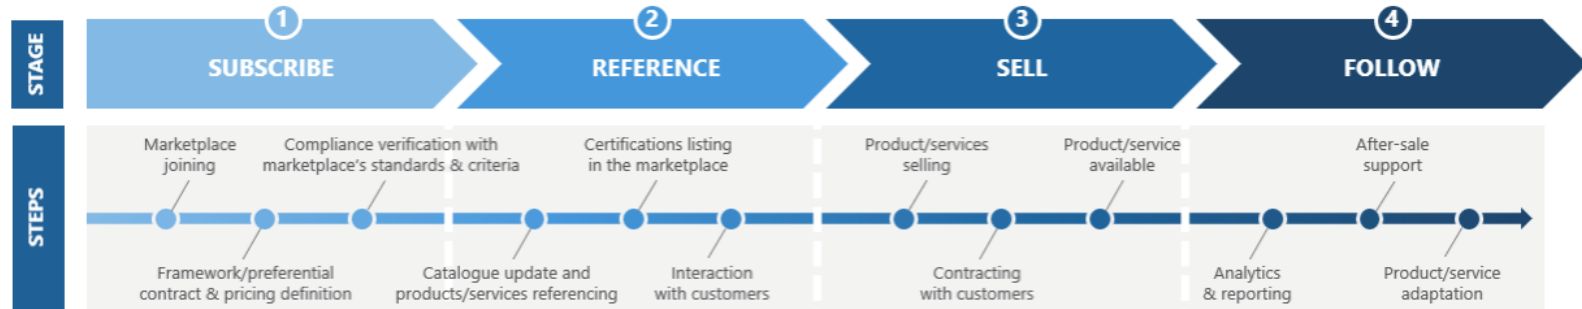 STAGE
1
SUBSCRIBE
2
REFERENCE
3
SELL
4
FOLLOW
STEPS
Marketplace
joining
Framework/preferential
contract & pricing definition
Compliance verification with
marketplace's standards & criteria
Catalogue update and
products/services referencing
Certifications listing
in the marketplace
Interaction
with customers
Product/services
selling
Contracting
with customers
Product/service
available
Analytics
& reporting
After-sale
support
Product/service
adaptation